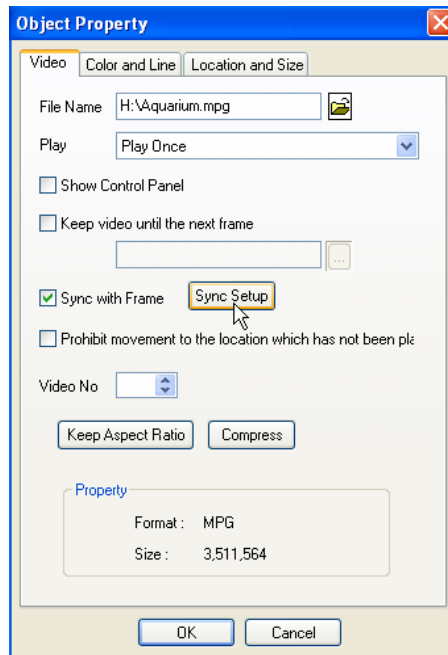 Object Property
Video Color and Line Location and Size
File Name H:\Aquarium.mpg
Play Play Once
Show Control Panel
Keep video until the next frame
...
Sync with Frame Sync Setup
Prohibit movement to the location which has not been pla
Video No
Keep Aspect Ratio Compress
Property
Format : MPG
Size : 3,511,564
OK Cancel